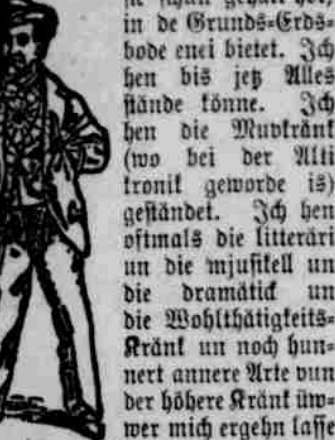 in de Grunds=Erds=
bode enei bietet. Ich
hen bis jetz Alles
stände könne. Ich
hen die Muvkränk
(wo bei der Alti
kronik geworde is)
geständet. Ich hen
oftmals die litteräri
un die mjusikell un
die dramätick un
die Wohlthätigkeits=
Kränk un noch hun=
nert annere Arte vun
der höhere Kränk üw=
wer mich ergehn lasse